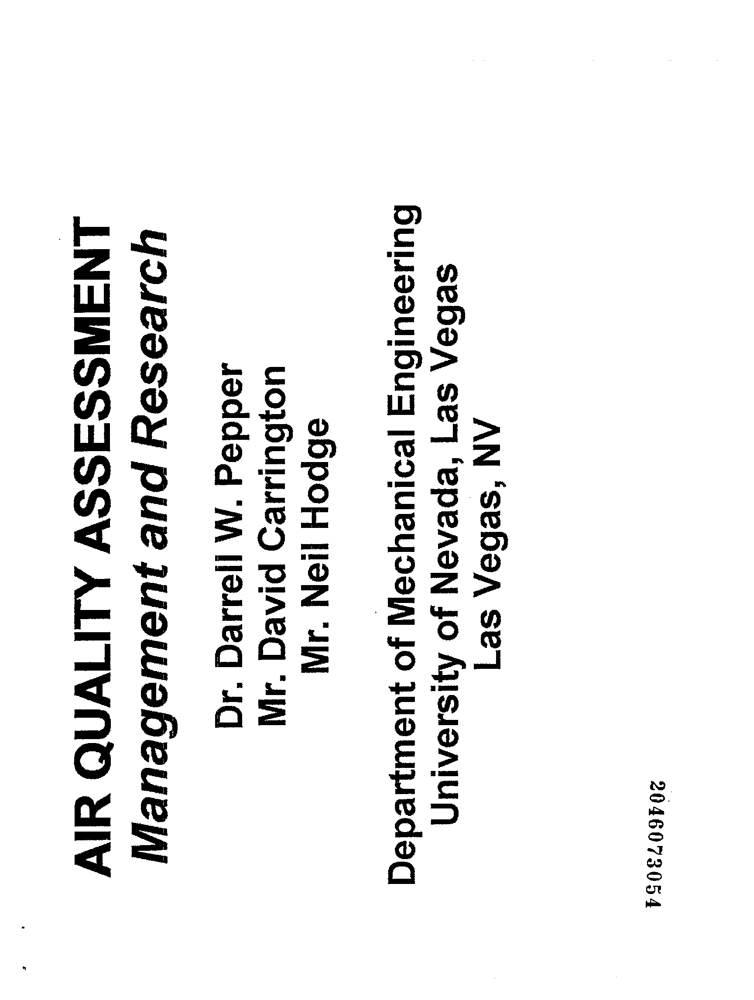 AIR QUALITY ASSESSMENT
Management and Research
Dr. Darrell W. Pepper
Mr. David Carrington
Mr. Neil Hodge
Department of Mechanical Engineering
University of Nevada, Las Vegas
Las Vegas, NV
2046073054